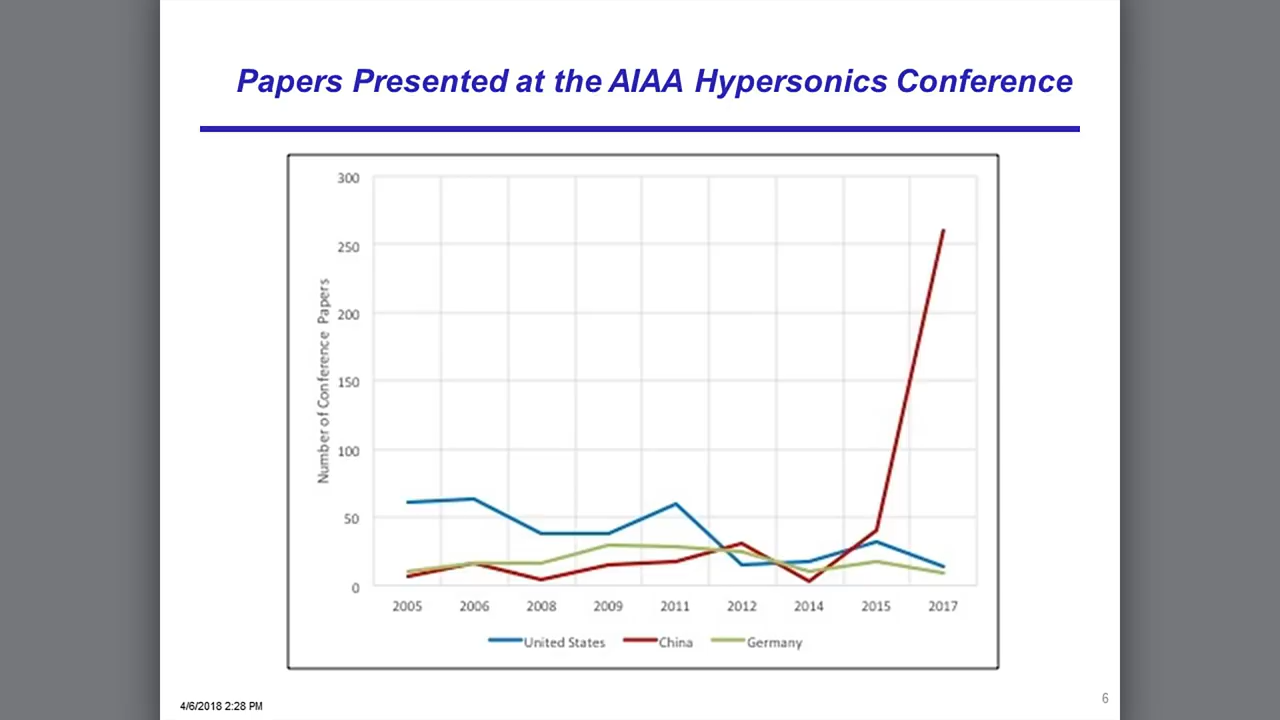 Papers Presented at the AIAA Hypersonics Conference
300
250
200
150
100
50
0
Number of Conference Papers
2005 2006 2008 2009 2011 2012 2014 2015 2017
United States China Germany
4/6/2018 2:28 PM
6